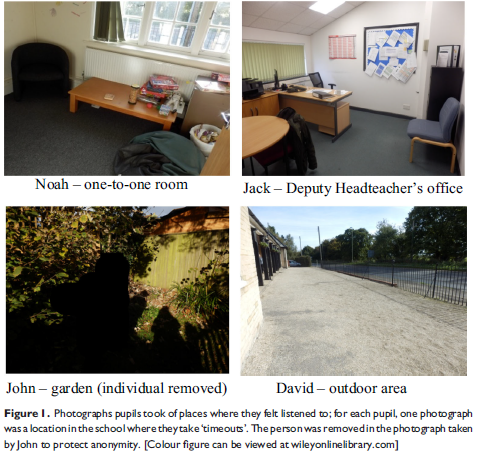 Noah – one-to-one room
Jack – Deputy Headteacher's office
John – garden (individual removed)
David – outdoor area
Figure 1. Photographs pupils took of places where they felt listened to; for each pupil, one photograph
was a location in the school where they take 'timeouts'. The person was removed in the photograph taken
by John to protect anonymity. [Colour figure can be viewed at wileyonlinelibrary.com]